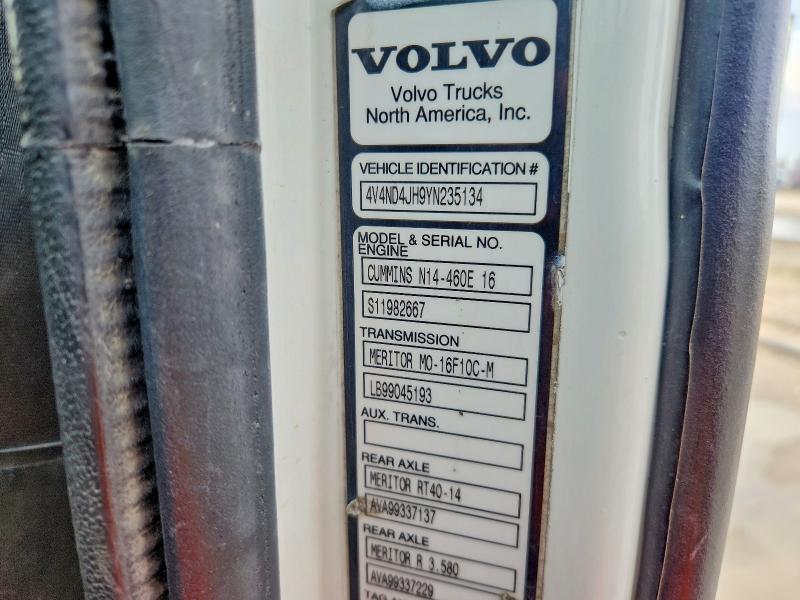 VOLVO
Volvo Trucks
North America, Inc.
VEHICLE IDENTIFICATION #
4V4ND4JH9YN235134
MODEL & SERIAL NO.
ENGINE
CUMMINS N14-460E 16
S11982667
TRANSMISSION
MERITOR MO-16F10C-M
LB99045193
AUX. TRANS.
REAR AXLE
MERITOR RT40-14
AVA99337137
REAR AXLE
MERITOR R 3.580
AVA99337229
TAG